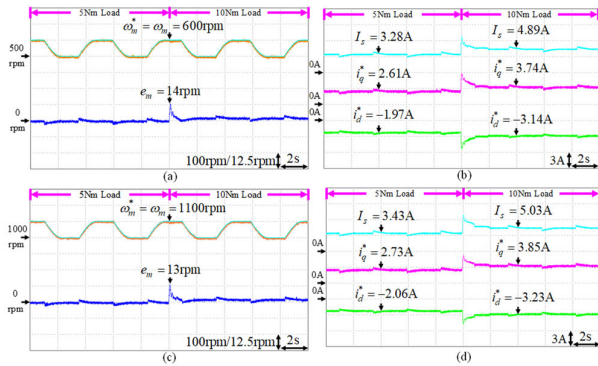 5Nm Load 10Nm Load
ω*m = ωm = 600rpm
500
rpm
em = 14rpm
0
rpm
100rpm/12.5rpm 2s
(a)
5Nm Load 10Nm Load
Is = 3.28A Is = 4.89A
0A
i*q = 2.61A i*q = 3.74A
0A
0A
i*d = −1.97A i*d = −3.14A
3A 2s
(b)
5Nm Load 10Nm Load
ω*m = ωm = 1100rpm
1000
rpm
em = 13rpm
0
rpm
100rpm/12.5rpm 2s
(c)
5Nm Load 10Nm Load
Is = 3.43A Is = 5.03A
0A
i*q = 2.73A i*q = 3.85A
0A
0A
i*d = −2.06A i*d = −3.23A
3A 2s
(d)